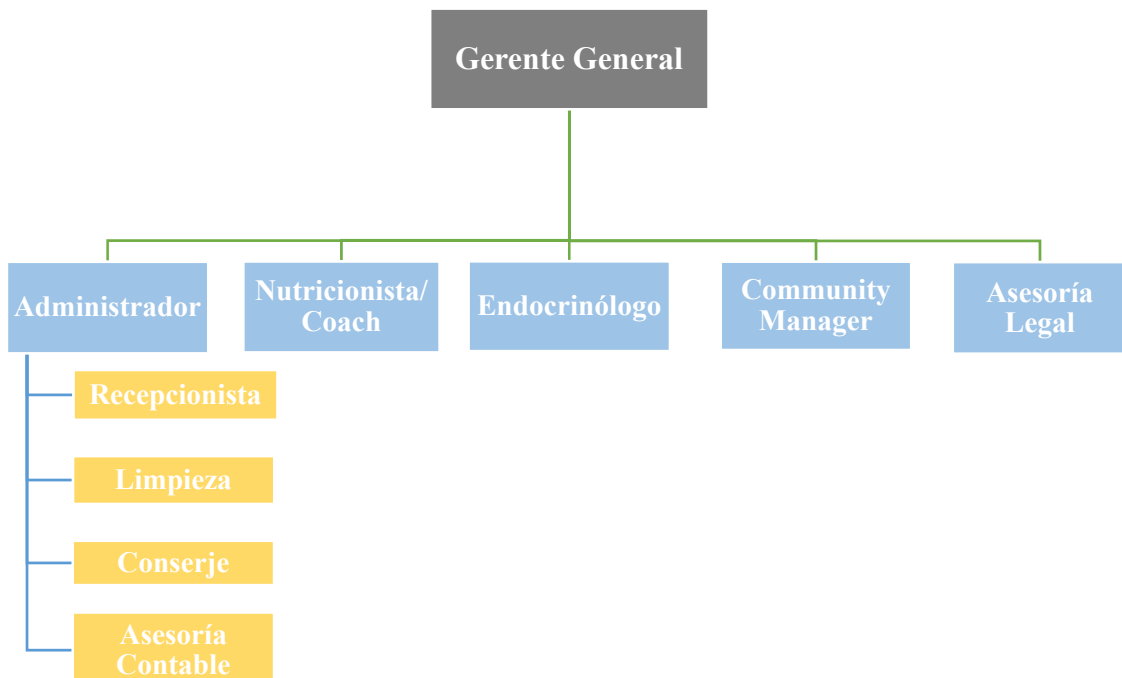 Gerente General
Administrador
Nutricionista/
Coach
Endocrinólogo
Community
Manager
Asesoría
Legal
Recepcionista
Limpieza
Conserje
Asesoría
Contable